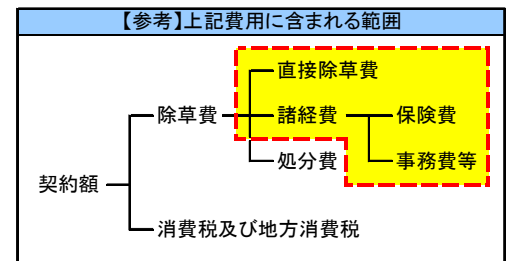 【参考】上記費用に含まれる範囲
直接除草費
除草費 諸経費 保険費
処分費 事務費等
契約額
消費税及び地方消費税